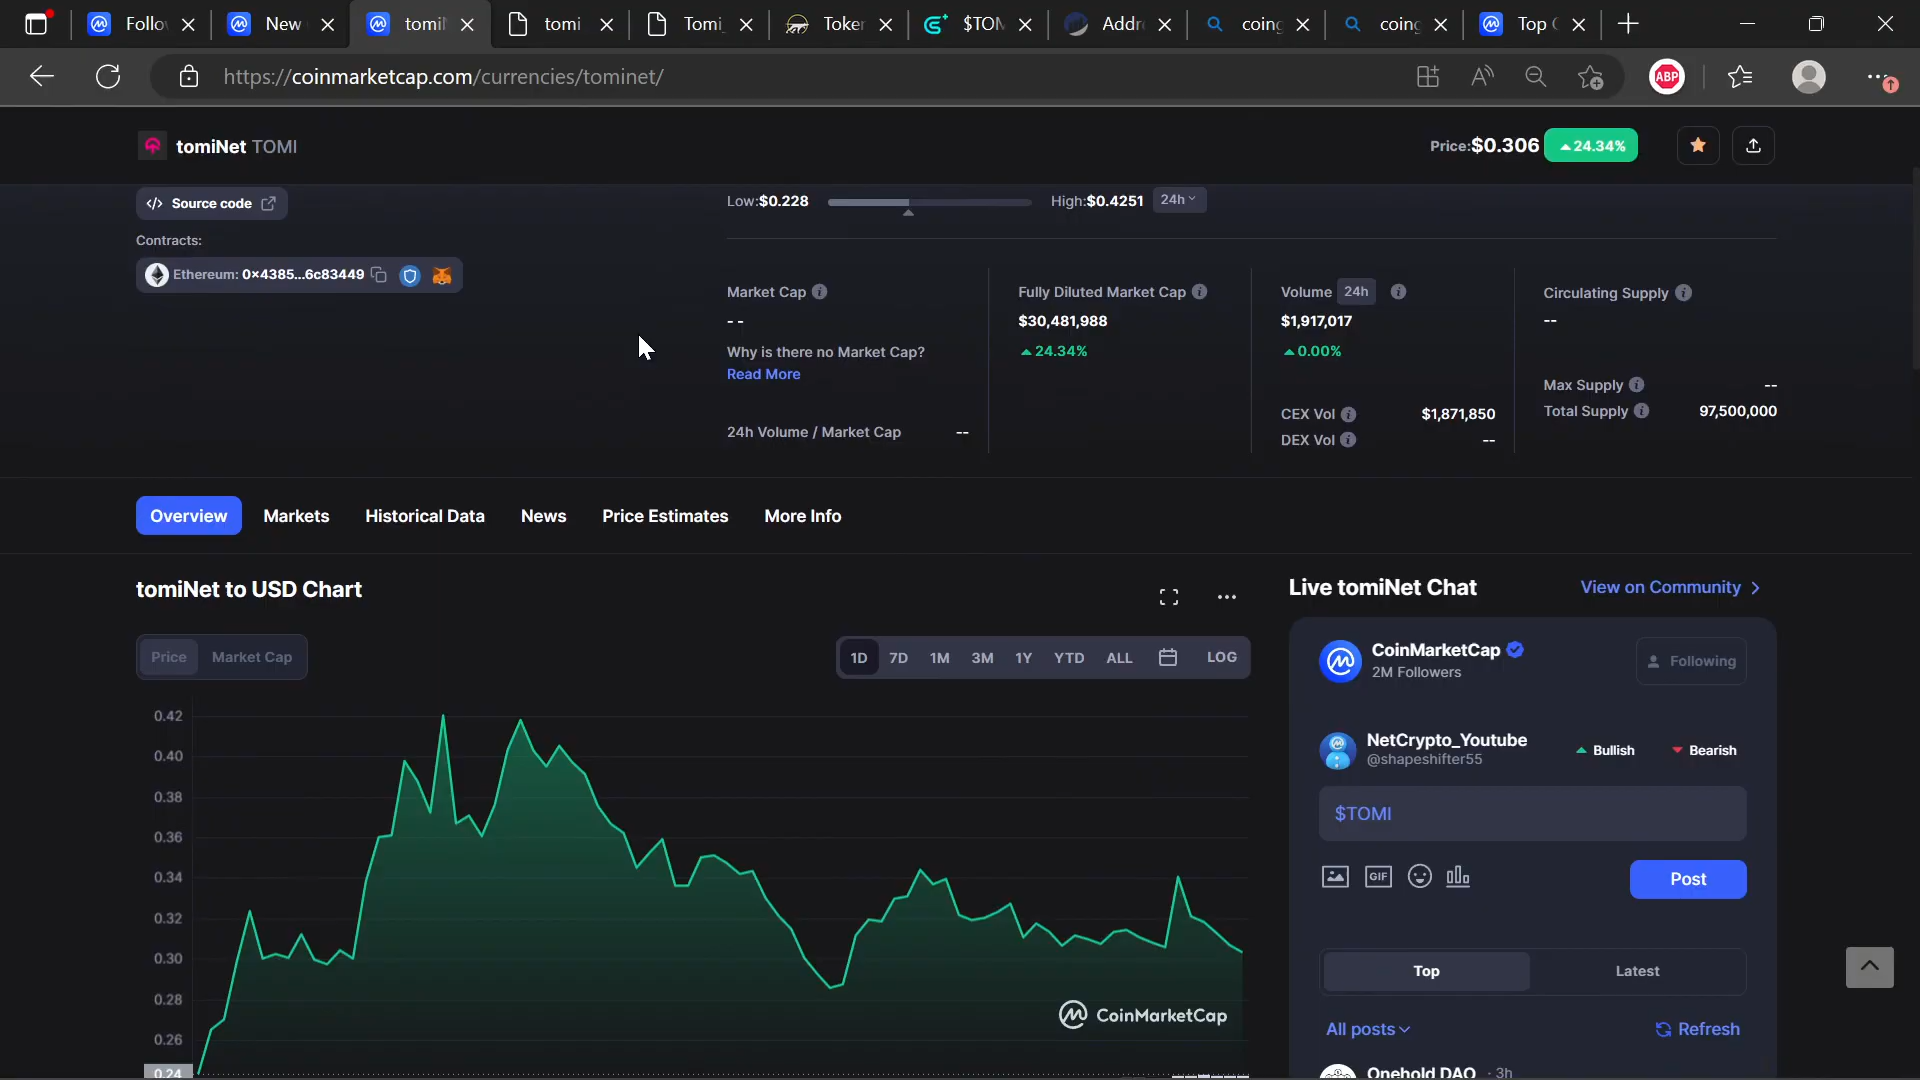 Follo
New
tomi
tomi
Tomi_
Toke
$TOM
Addr
coing
coing
Top
https://coinmarketcap.com/currencies/tominet/
ABP
tomiNet TOMI
Price:$0.306 24.34%
</> Source code
Low:$0.228
High:$0.4251
24h
Contracts:
Ethereum: 0x4385...6c83449
Market Cap
--
Why is there no Market Cap?
Read More
24h Volume / Market Cap --
Fully Diluted Market Cap
$30,481,988
24.34%
Volume 24h
$1,917,017
0.00%
CEX Vol $1,871,850
DEX Vol --
Circulating Supply
--
Max Supply --
Total Supply 97,500,000
Overview
Markets
Historical Data
News
Price Estimates
More Info
tomiNet to USD Chart
Price
Market Cap
1D 7D 1M 3M 1Y YTD ALL LOG
0.42
0.40
0.38
0.36
0.34
0.32
0.30
0.28
0.26
0.24
CoinMarketCap
Live tomiNet Chat
View on Community
CoinMarketCap
2M Followers
Following
NetCrypto_Youtube
@shapeshifter55
Bullish
Bearish
$TOMI
GIF
Post
Top
Latest
All posts
Refresh
Onehold DAO · 3h